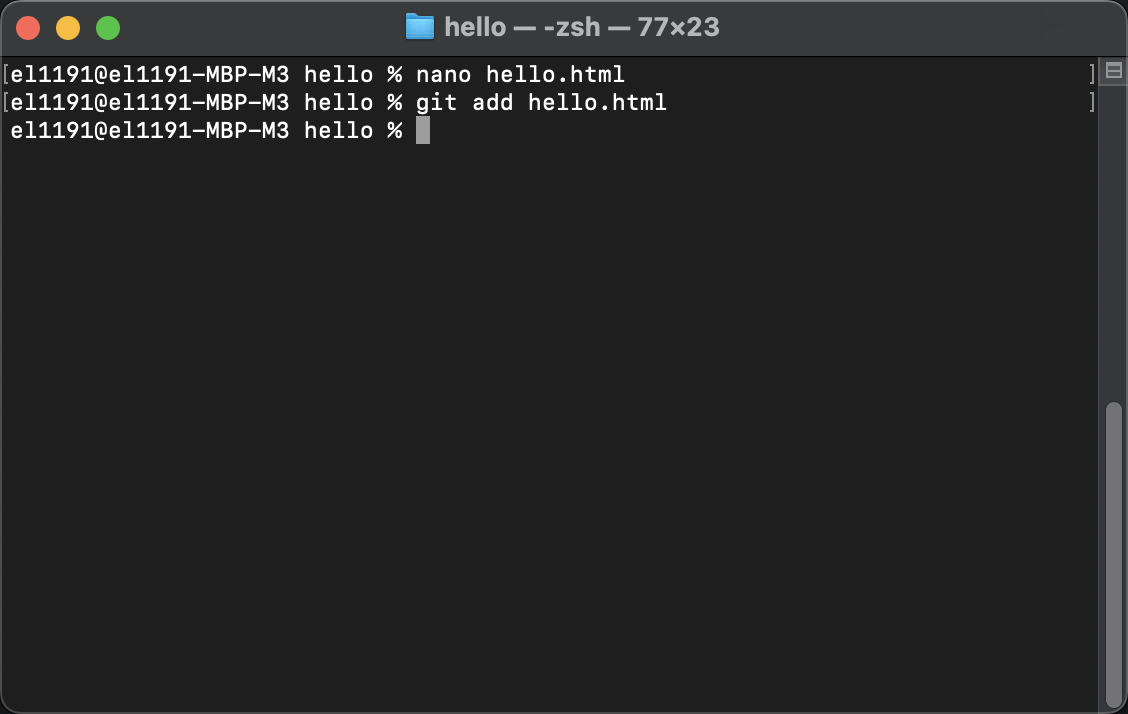 hello — -zsh — 77×23
[el1191@el1191-MBP-M3 hello % nano hello.html ]
[el1191@el1191-MBP-M3 hello % git add hello.html ]
el1191@el1191-MBP-M3 hello %